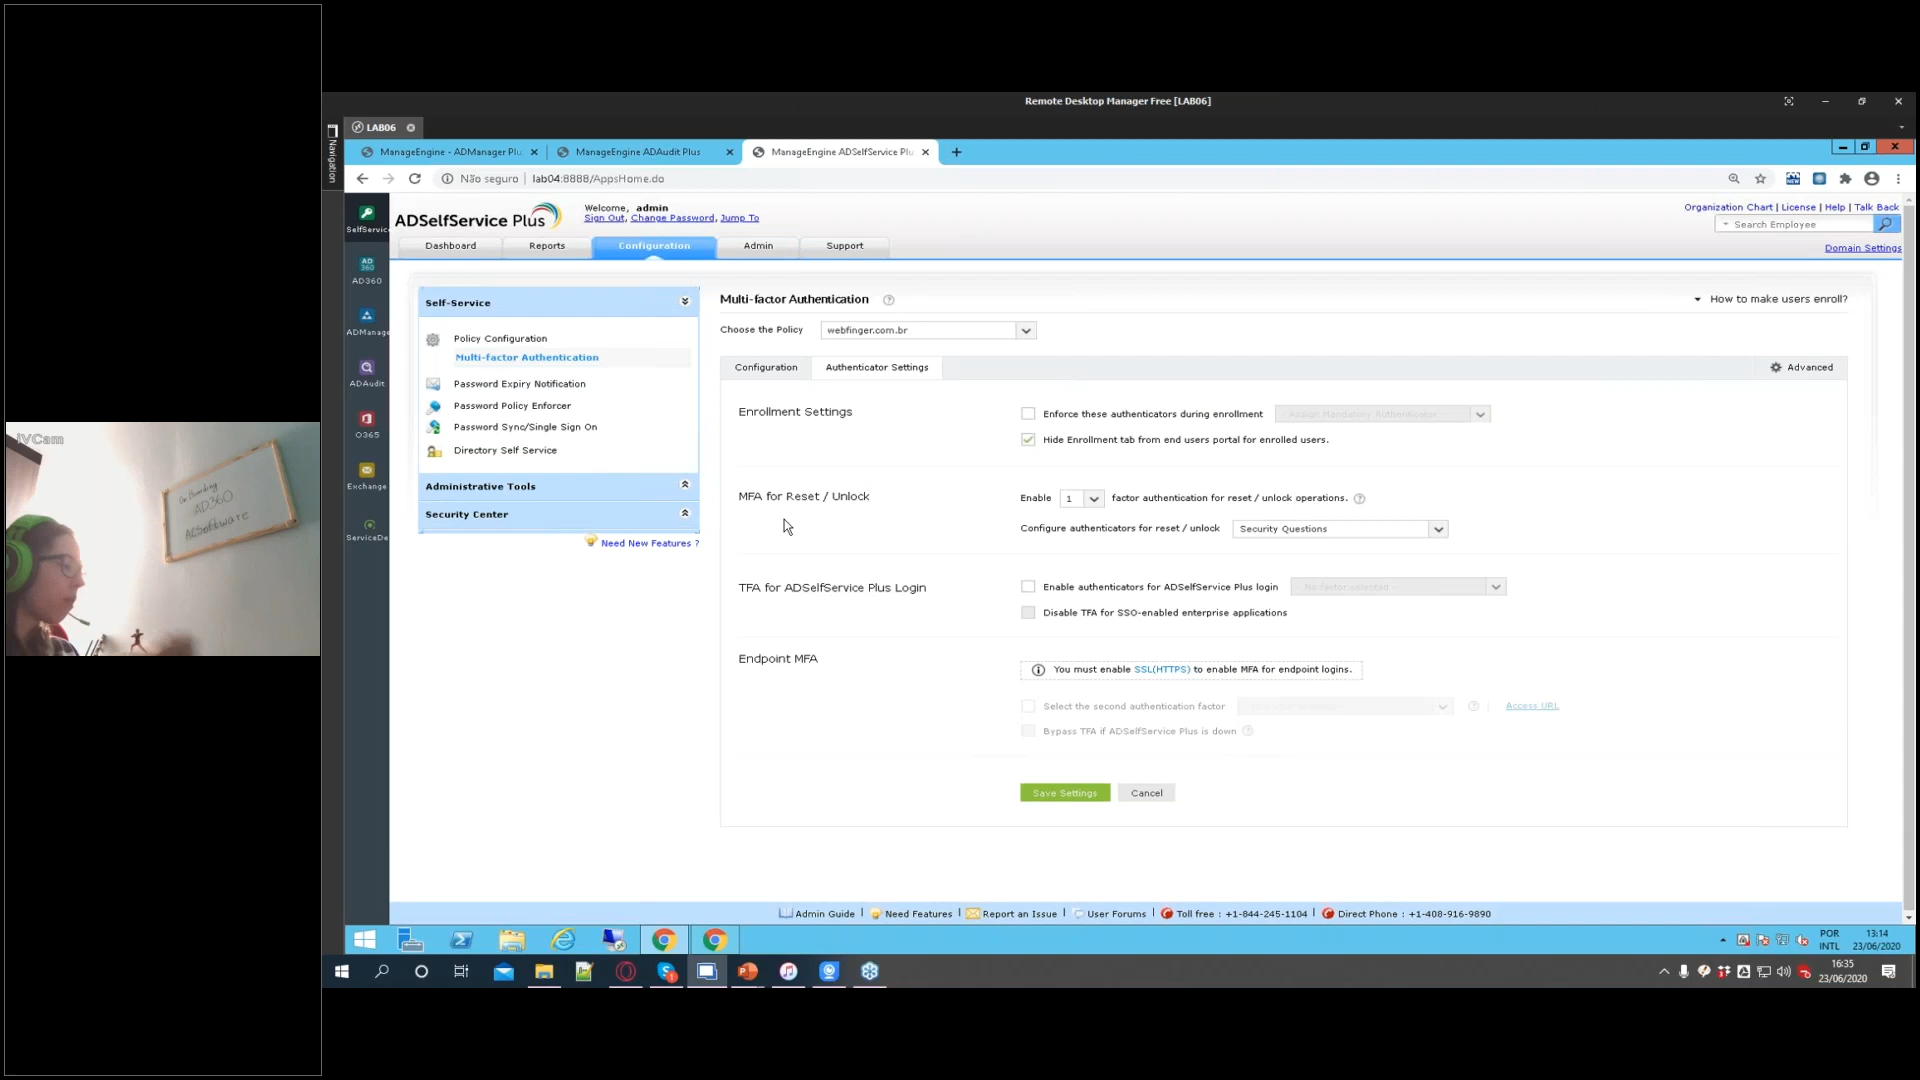 Remote Desktop Manager Free [LAB06]
LAB06
Navigation
ManageEngine - ADManager Plu
ManageEngine ADAudit Plus
ManageEngine ADSelfService Plu
Não seguro | lab04:8888/AppsHome.do
SelfService
AD360
ADManage
ADAudit
O365
Exchange
ServiceDe
ADSelfService Plus
Welcome, admin
Sign Out, Change Password, Jump To
Organization Chart | License | Help | Talk Back
Search Employee
Domain Settings
Dashboard
Reports
Configuration
Admin
Support
Self-Service
Policy Configuration
Multi-factor Authentication
Password Expiry Notification
Password Policy Enforcer
Password Sync/Single Sign On
Directory Self Service
Administrative Tools
Security Center
Need New Features ?
Multi-factor Authentication
How to make users enroll?
Choose the Policy
webfinger.com.br
Configuration
Authenticator Settings
Advanced
Enrollment Settings
Enforce these authenticators during enrollment
- Assign Mandatory Authenticator -
Hide Enrollment tab from end users portal for enrolled users.
MFA for Reset / Unlock
Enable 1 factor authentication for reset / unlock operations.
Configure authenticators for reset / unlock
Security Questions
TFA for ADSelfService Plus Login
Enable authenticators for ADSelfService Plus login
- No factor selected -
Disable TFA for SSO-enabled enterprise applications
Endpoint MFA
You must enable SSL(HTTPS) to enable MFA for endpoint logins.
Select the second authentication factor
Access URL
Bypass TFA if ADSelfService Plus is down
Save Settings
Cancel
Admin Guide | Need Features | Report an Issue | User Forums | Toll free : +1-844-245-1104 | Direct Phone : +1-408-916-9890
POR
INTL
13:14
23/06/2020
16:35
23/06/2020
iVCam
On Boarding
AD360
ACSoftware